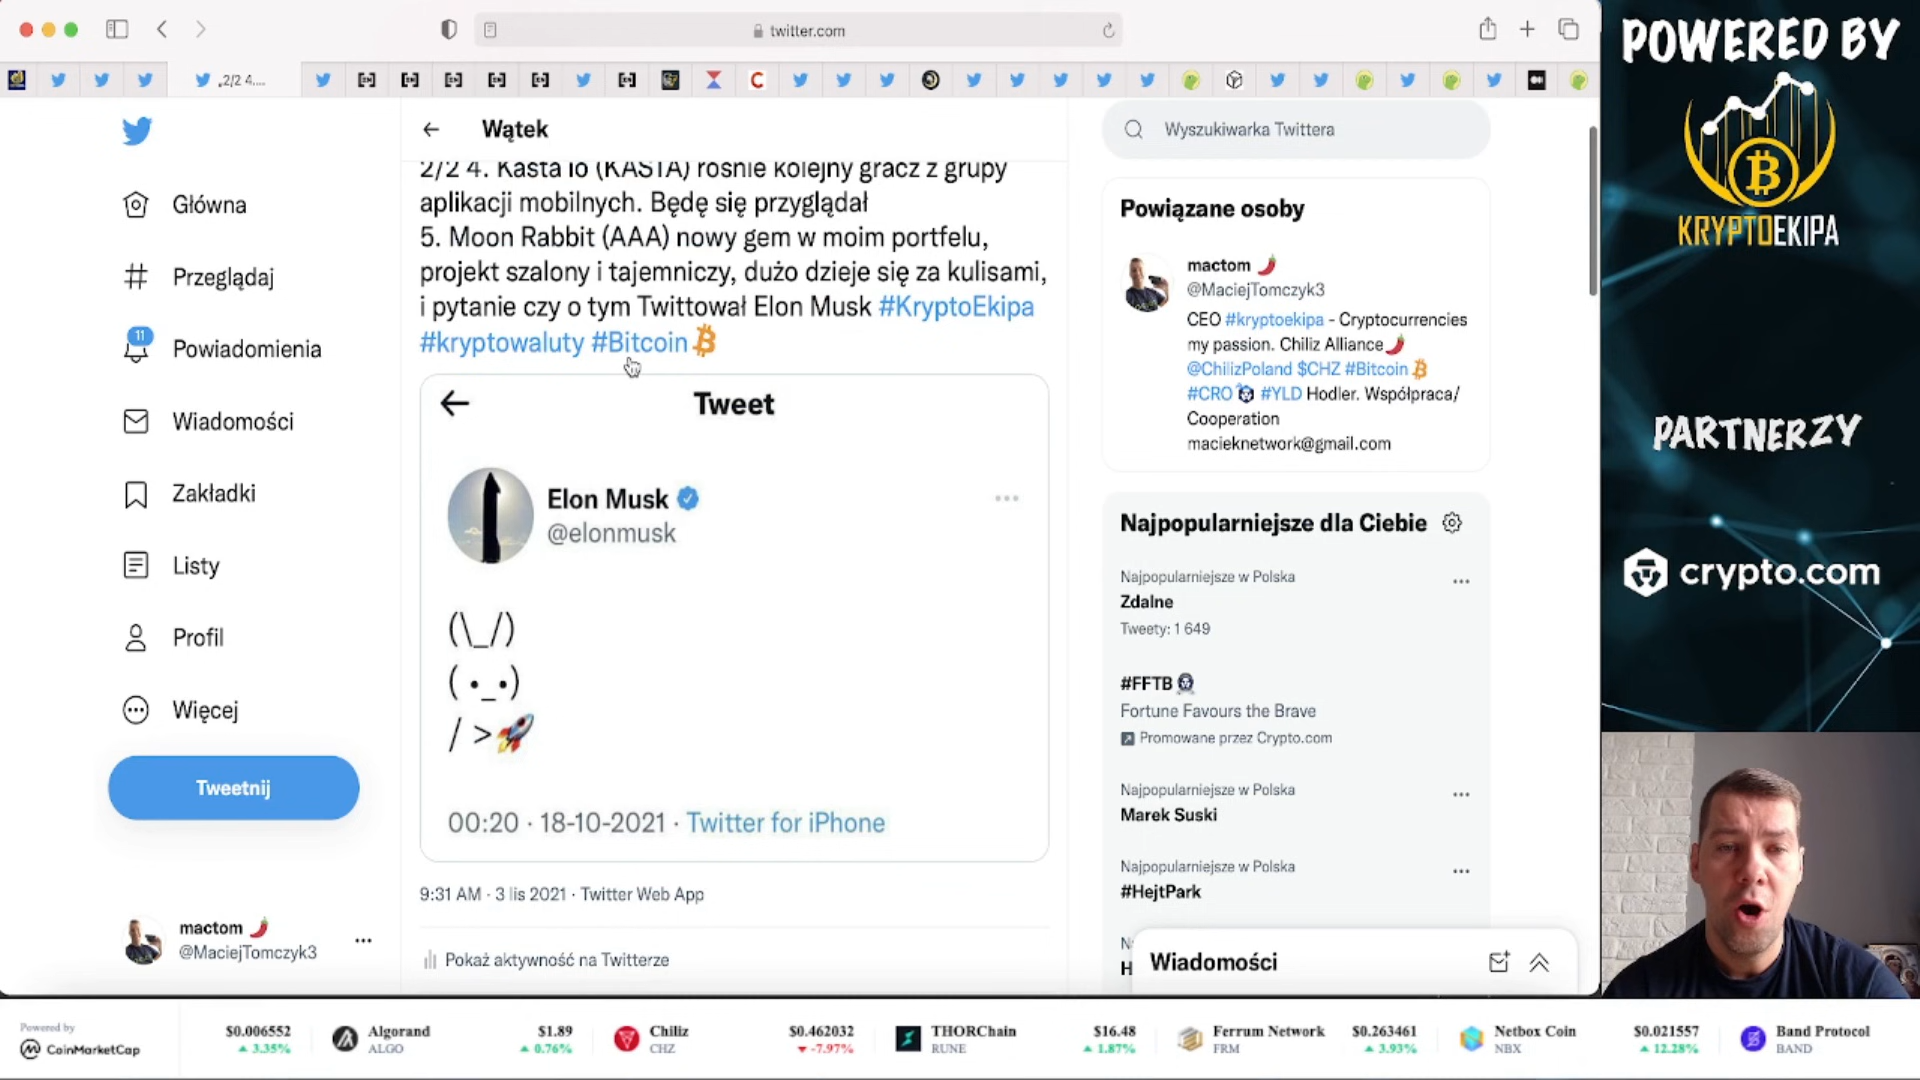 twitter.com
„2/2 4....
Wątek
2/2 4. Kasta io (KASTA) rośnie kolejny gracz z grupy
aplikacji mobilnych. Będę się przyglądał
5. Moon Rabbit (AAA) nowy gem w moim portfelu,
projekt szalony i tajemniczy, dużo dzieje się za kulisami,
i pytanie czy o tym Twittował Elon Musk #KryptoEkipa
#kryptowaluty #Bitcoin
Tweet
Elon Musk
@elonmusk
(\_/)
( •_•)
/ >🚀
00:20 · 18-10-2021 · Twitter for iPhone
9:31 AM · 3 lis 2021 · Twitter Web App
Pokaż aktywność na Twitterze
Główna
Przeglądaj
11
Powiadomienia
Wiadomości
Zakładki
Listy
Profil
Więcej
Tweetnij
mactom 🌶️
@MaciejTomczyk3
Wyszukiwarka Twittera
Powiązane osoby
mactom 🌶️
@MaciejTomczyk3
CEO #kryptoekipa - Cryptocurrencies
my passion. Chiliz Alliance🌶️
@ChilizPoland $CHZ #Bitcoin
#CRO #YLD Hodler. Współpraca/
Cooperation
macieknetwork@gmail.com
Najpopularniejsze dla Ciebie
Najpopularniejsze w Polska
Zdalne
Tweety: 1 649
#FFTB
Fortune Favours the Brave
Promowane przez Crypto.com
Najpopularniejsze w Polska
Marek Suski
Najpopularniejsze w Polska
#HejtPark
Wiadomości
POWERED BY
KRYPTOEKIPA
PARTNERZY
crypto.com
Powered by
CoinMarketCap
$0.006552
3.35%
Algorand
ALGO
$1.89
0.76%
Chiliz
CHZ
$0.462032
-7.97%
THORChain
RUNE
$16.48
1.87%
Ferrum Network
FRM
$0.263461
3.93%
Netbox Coin
NBX
$0.021557
12.28%
Band Protocol
BAND